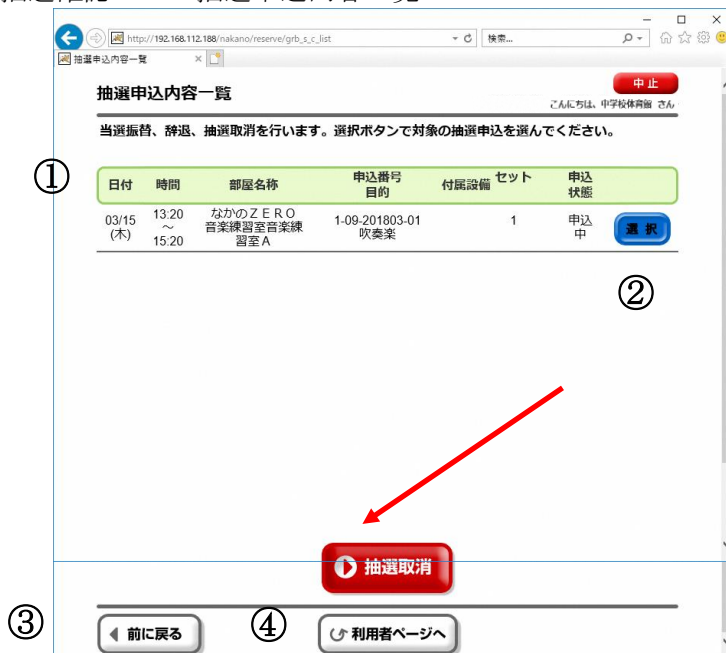 http://192.168.112.188/nakano/reserve/grb_s_c_list
検索...
抽選申込内容一覧
中止
抽選申込内容一覧
こんにちは、中学校体育館 さん
当選振替、辞退、抽選取消を行います。選択ボタンで対象の抽選申込を選んでください。
①
日付 時間 部屋名称 申込番号 目的 付属設備 セット 申込状態
03/15 (木) 13:20 ～ 15:20 なかのＺＥＲＯ 音楽練習室音楽練習室Ａ 1-09-201803-01 吹奏楽 1 申込中 選択
②
抽選取消
③ 前に戻る ④ 利用者ページへ